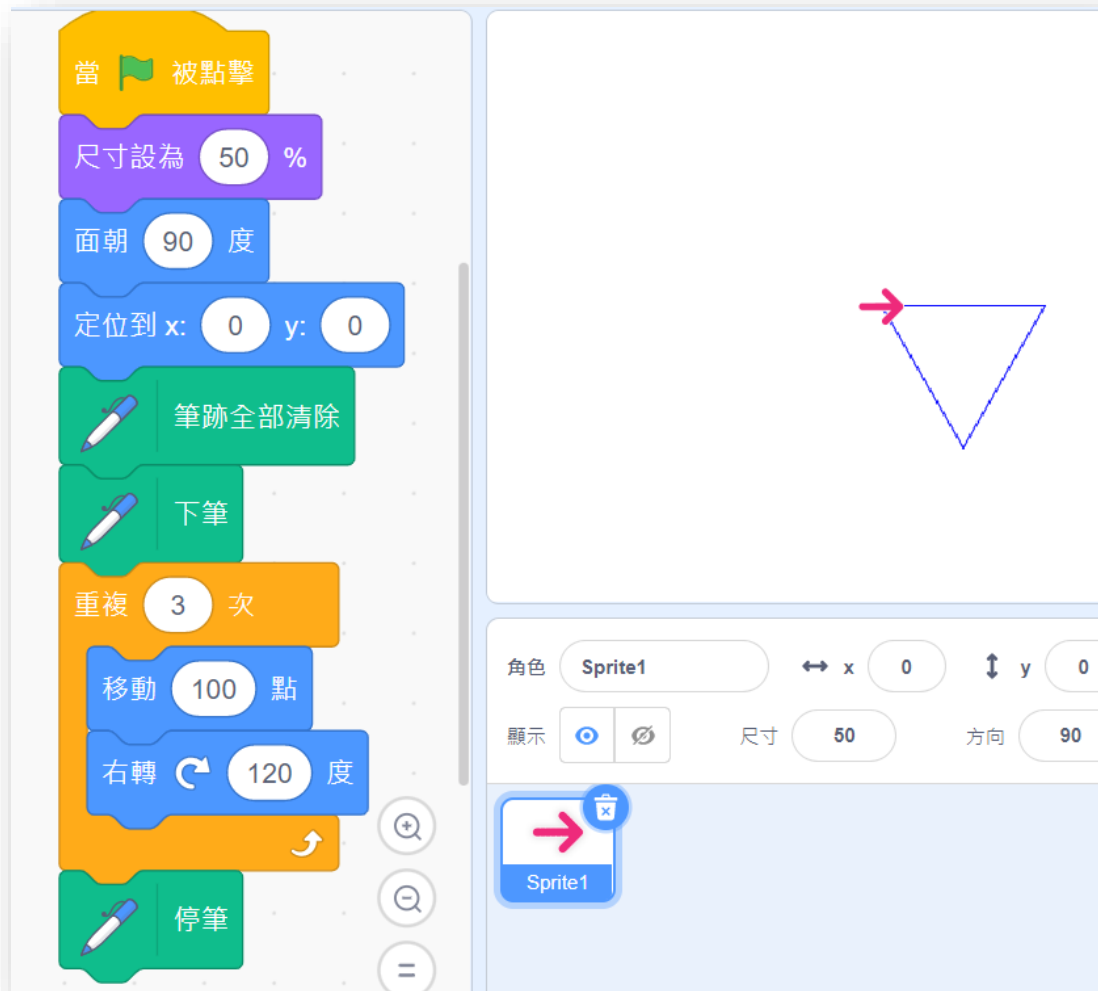 當 被點擊
尺寸設為 50 %
面朝 90 度
定位到 x: 0 y: 0
筆跡全部清除
下筆
重複 3 次
移動 100 點
右轉 120 度
停筆
角色 Sprite1 x 0 y 0
顯示 尺寸 50 方向 90
Sprite1